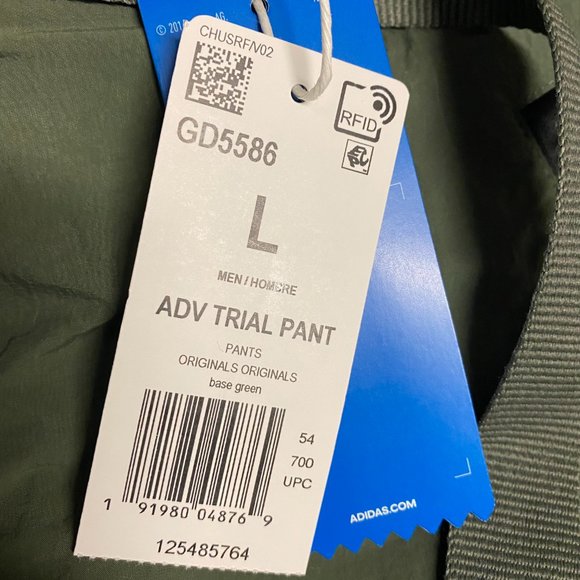 CHUSRF/V02
RFID
GD5586
L
MEN / HOMBRE
ADV TRIAL PANT
PANTS
ORIGINALS ORIGINALS
base green
54
700
UPC
1 91980 04876 9
125485764
ADIDAS.COM